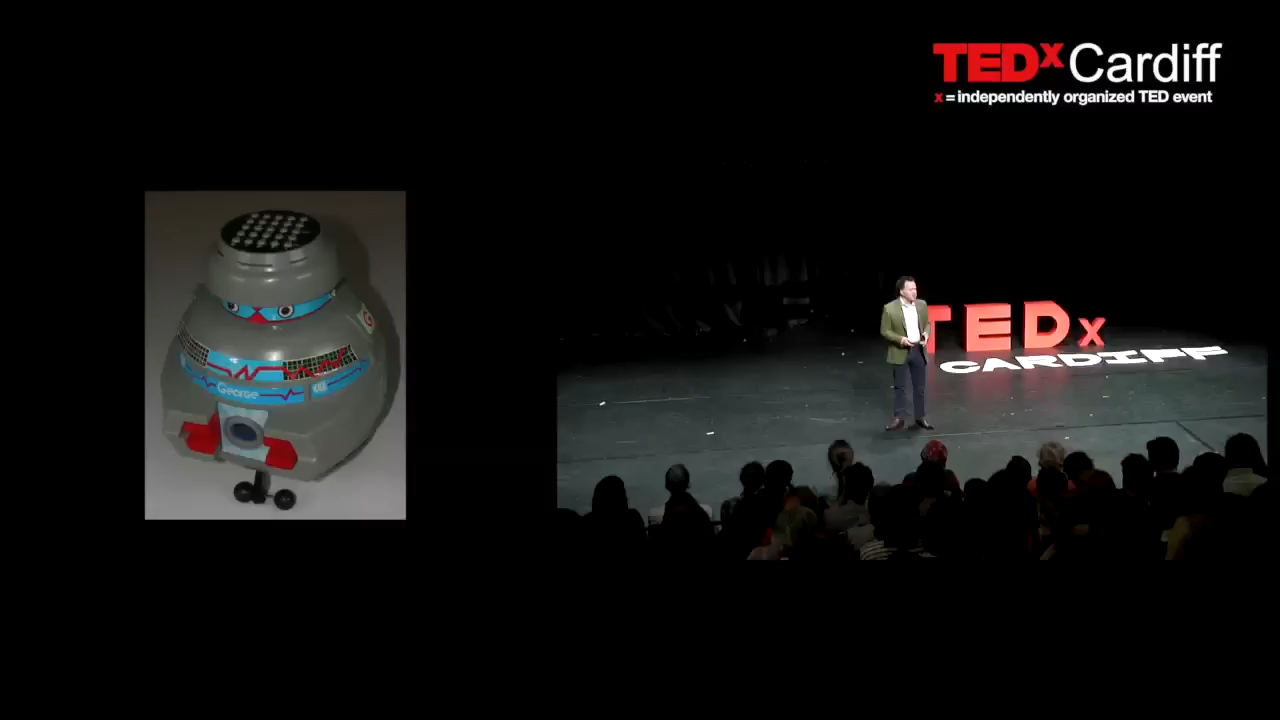 TEDxCardiff
x = independently organized TED event
George
TEDx
CARDIFF